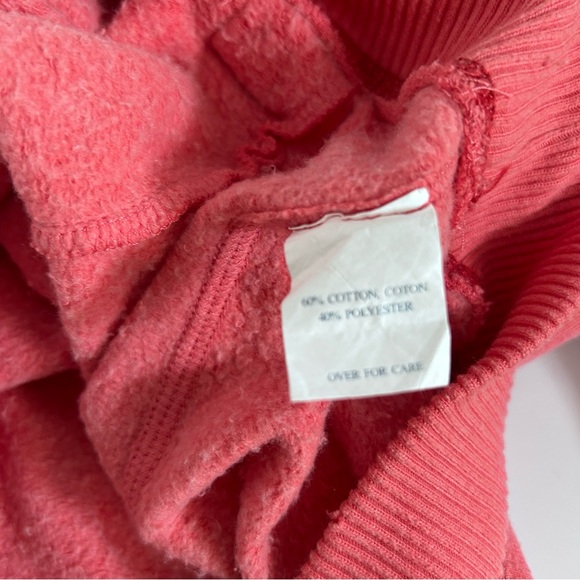 60% COTTON, COTON
40% POLYESTER
OVER FOR CARE